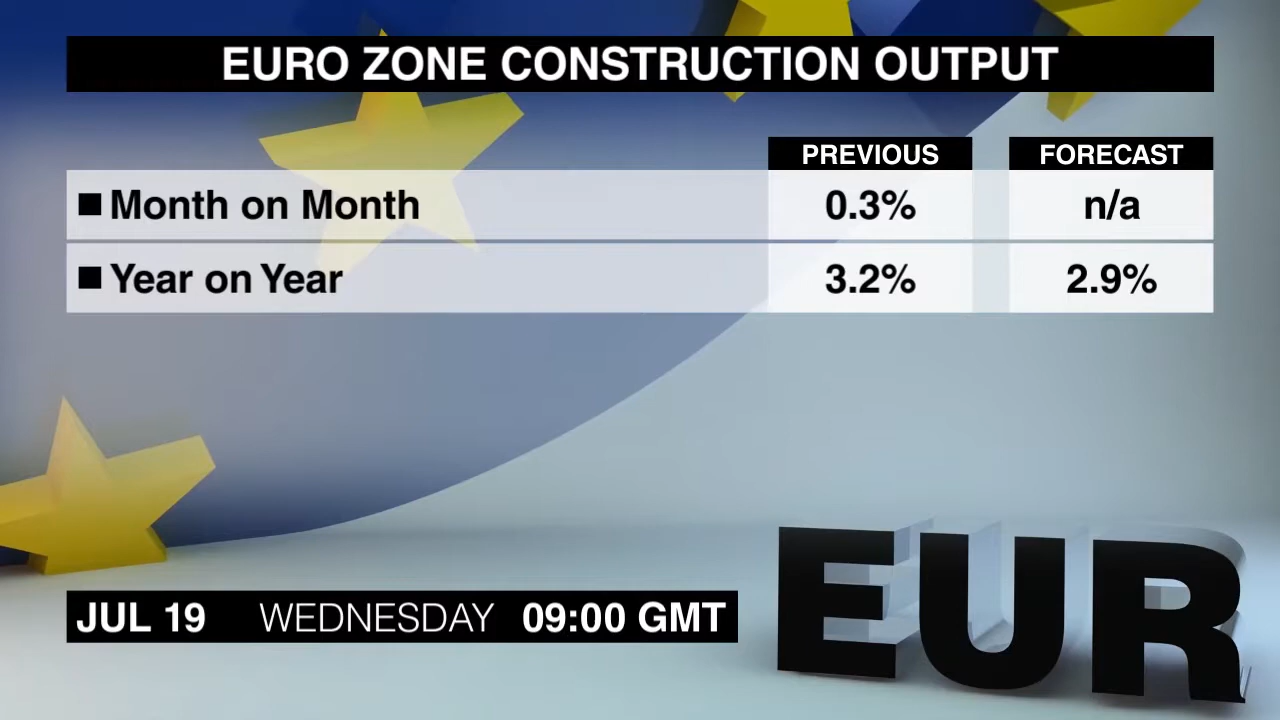 EURO ZONE CONSTRUCTION OUTPUT
PREVIOUS FORECAST
Month on Month 0.3% n/a
Year on Year 3.2% 2.9%
JUL 19 WEDNESDAY 09:00 GMT
EUR